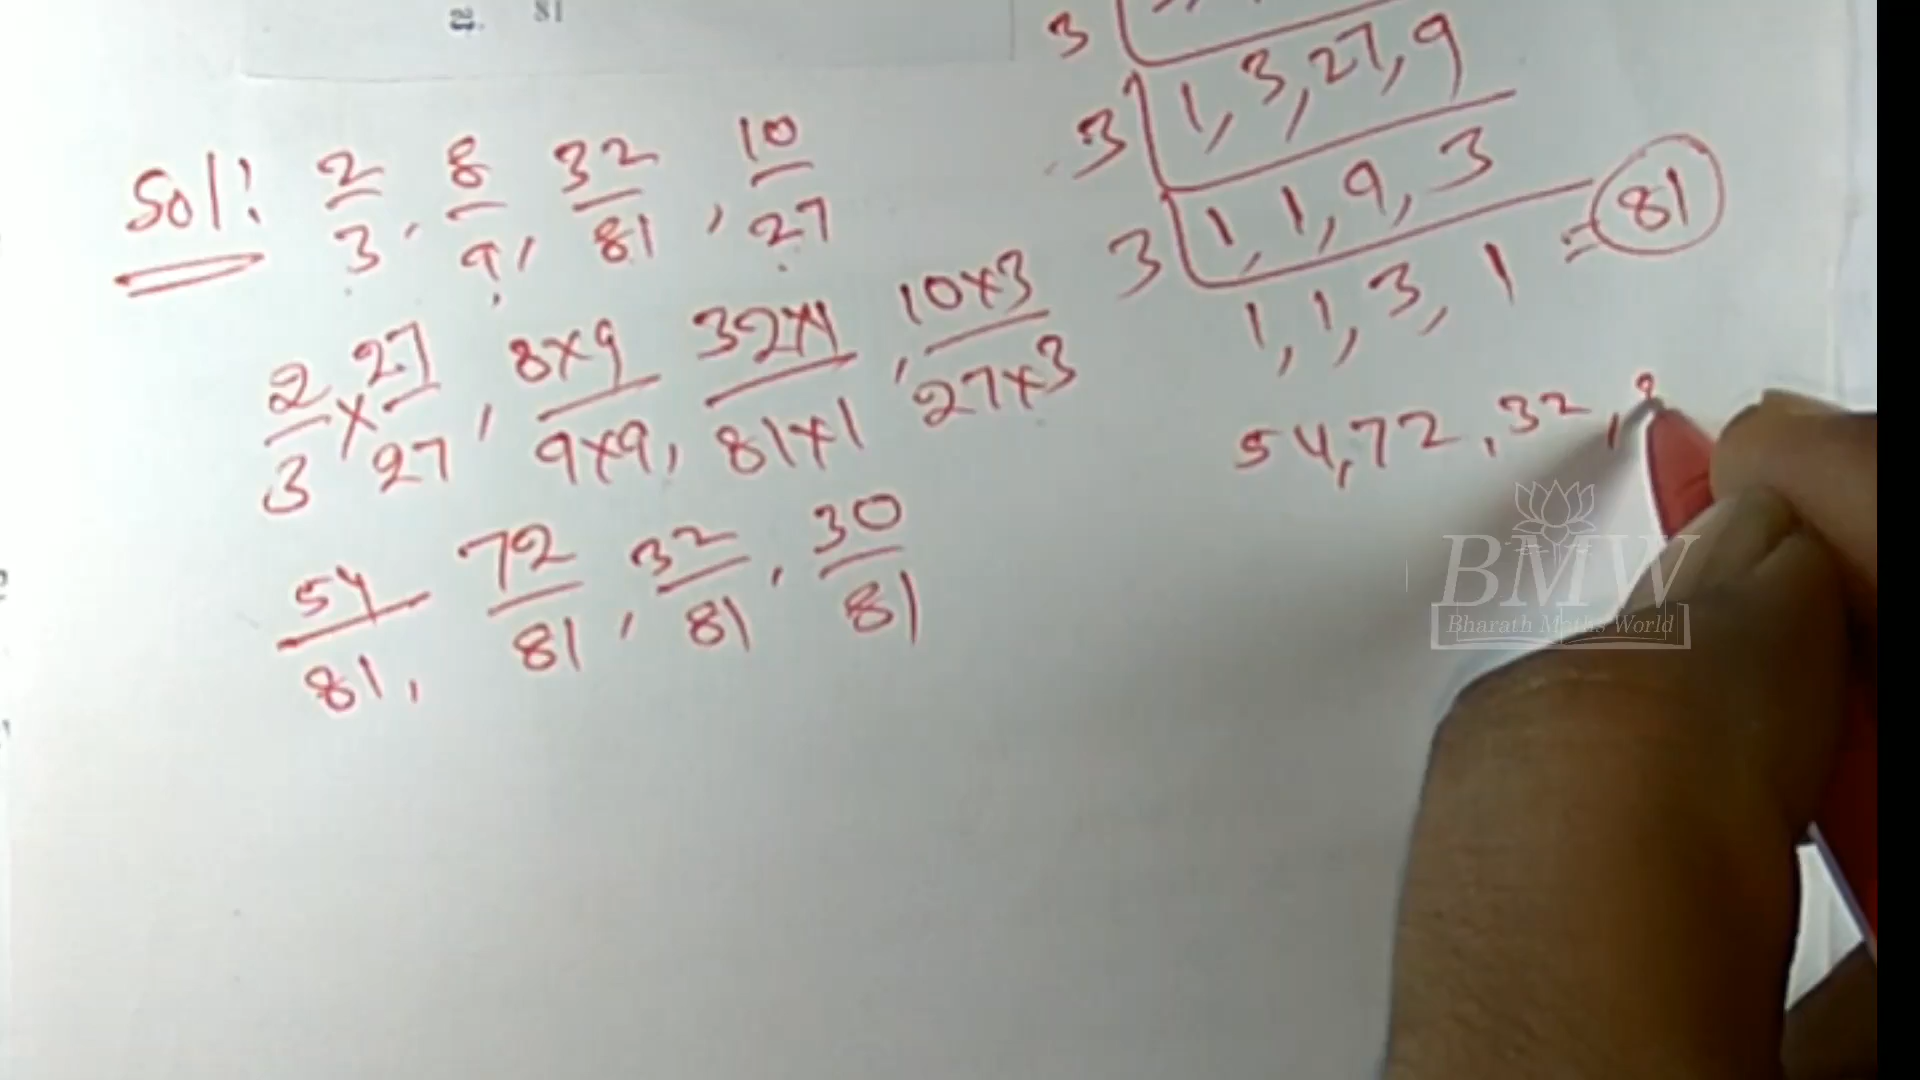 81
3
3 1, 3, 27, 9
3 1, 1, 9, 3
1, 1, 3, 1 = 81
Sol: 2/3, 8/9, 32/81, 10/27
2/3 × 27/27, 8×9/9×9, 32×1/81×1, 10×3/27×3
54/81, 72/81, 32/81, 30/81
54, 72, 32,
BMW
Bharath Maths World